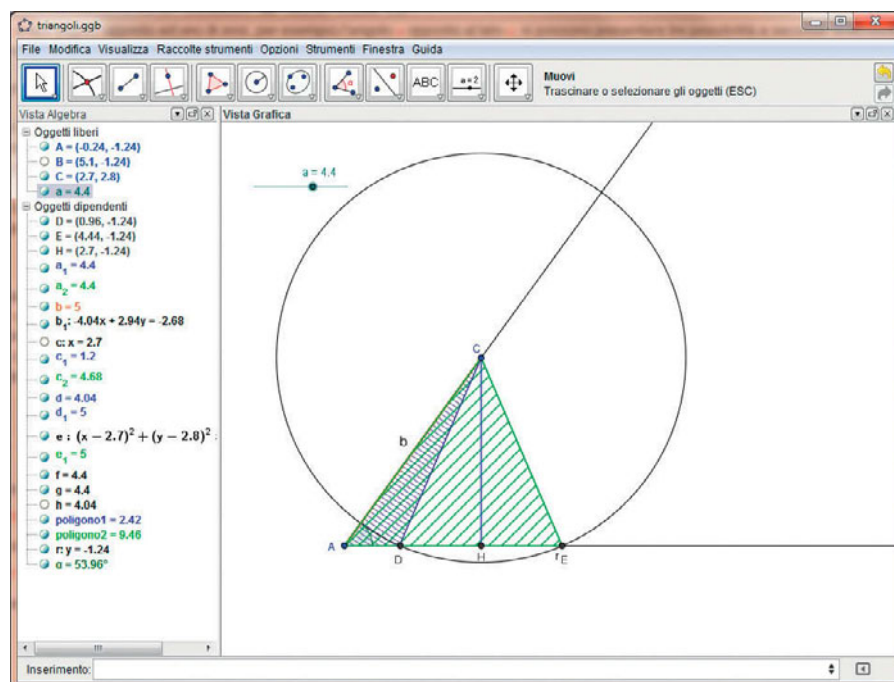 triangoli.ggb
File Modifica Visualizza Raccolte strumenti Opzioni Strumenti Finestra Guida
ABC
a=2
Muovi
Trascinare o selezionare gli oggetti (ESC)
Vista Algebra
Vista Grafica
Oggetti liberi
A = (-0.24, -1.24)
B = (5.1, -1.24)
C = (2.7, 2.8)
a = 4.4
Oggetti dipendenti
D = (0.96, -1.24)
E = (4.44, -1.24)
H = (2.7, -1.24)
a₁ = 4.4
a₂ = 4.4
b = 5
b₁: -4.04x + 2.94y = -2.68
c: x = 2.7
c₁ = 1.2
c₂ = 4.68
d = 4.04
d₁ = 5
e : (x − 2.7)² + (y − 2.8)² =
e₁ = 5
f = 4.4
g = 4.4
h = 4.04
poligono1 = 2.42
poligono2 = 9.46
r: y = -1.24
α = 53.96°
a = 4.4
C
b
A
D
H
r
E
Inserimento: